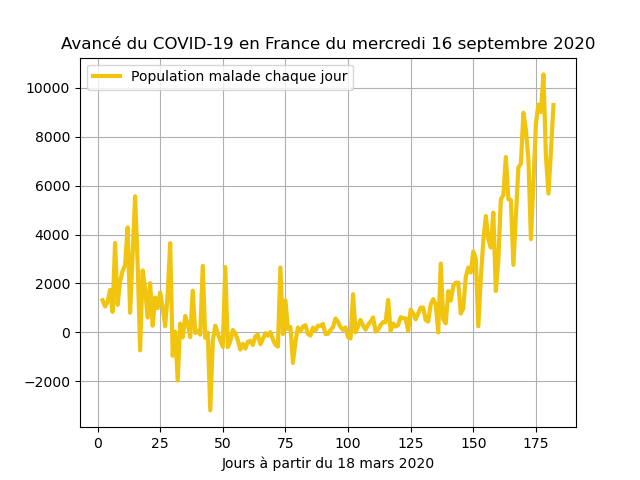 Avancé du COVID-19 en France du mercredi 16 septembre 2020
Population malade chaque jour
10000
8000
6000
4000
2000
0
−2000
0 25 50 75 100 125 150 175
Jours à partir du 18 mars 2020